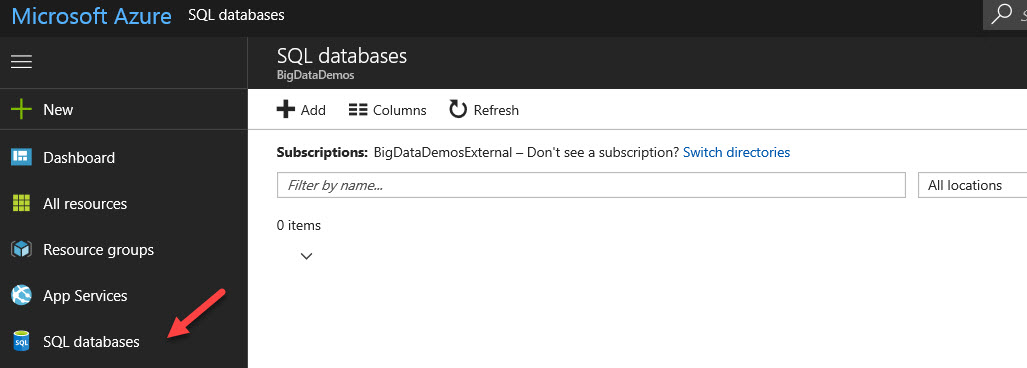 Microsoft Azure SQL databases
SQL databases
BigDataDemos
New
Add Columns Refresh
Dashboard
Subscriptions: BigDataDemosExternal – Don't see a subscription? Switch directories
All resources
Filter by name... All locations
0 items
Resource groups
App Services
SQL SQL databases